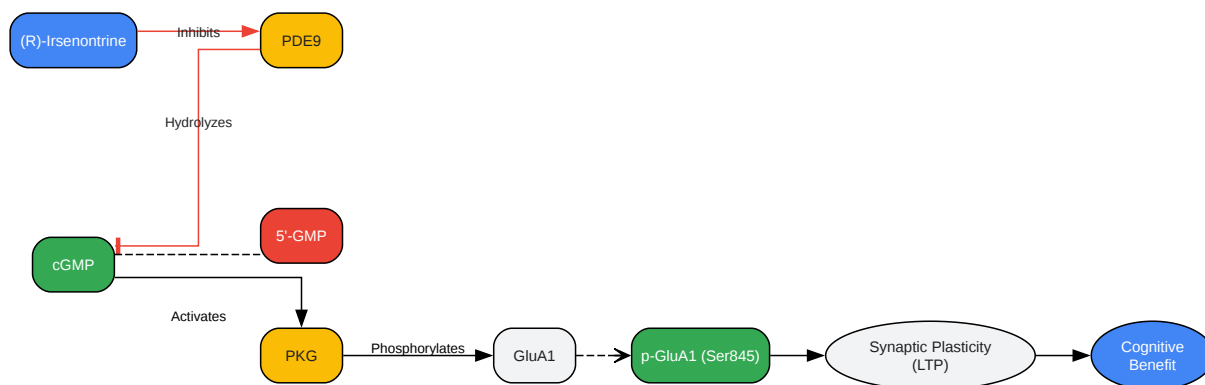 (R)-Irsenontrine
Inhibits
PDE9
Hydrolyzes
5'-GMP
cGMP
Activates
PKG
Phosphorylates
GluA1
p-GluA1 (Ser845)
Synaptic Plasticity
(LTP)
Cognitive
Benefit